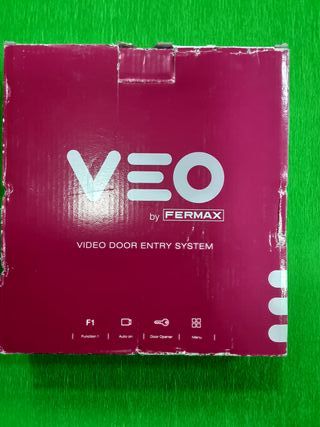 VEO
by FERMAX
VIDEO DOOR ENTRY SYSTEM
F1
Function 1 Auto on Door Opener Menu